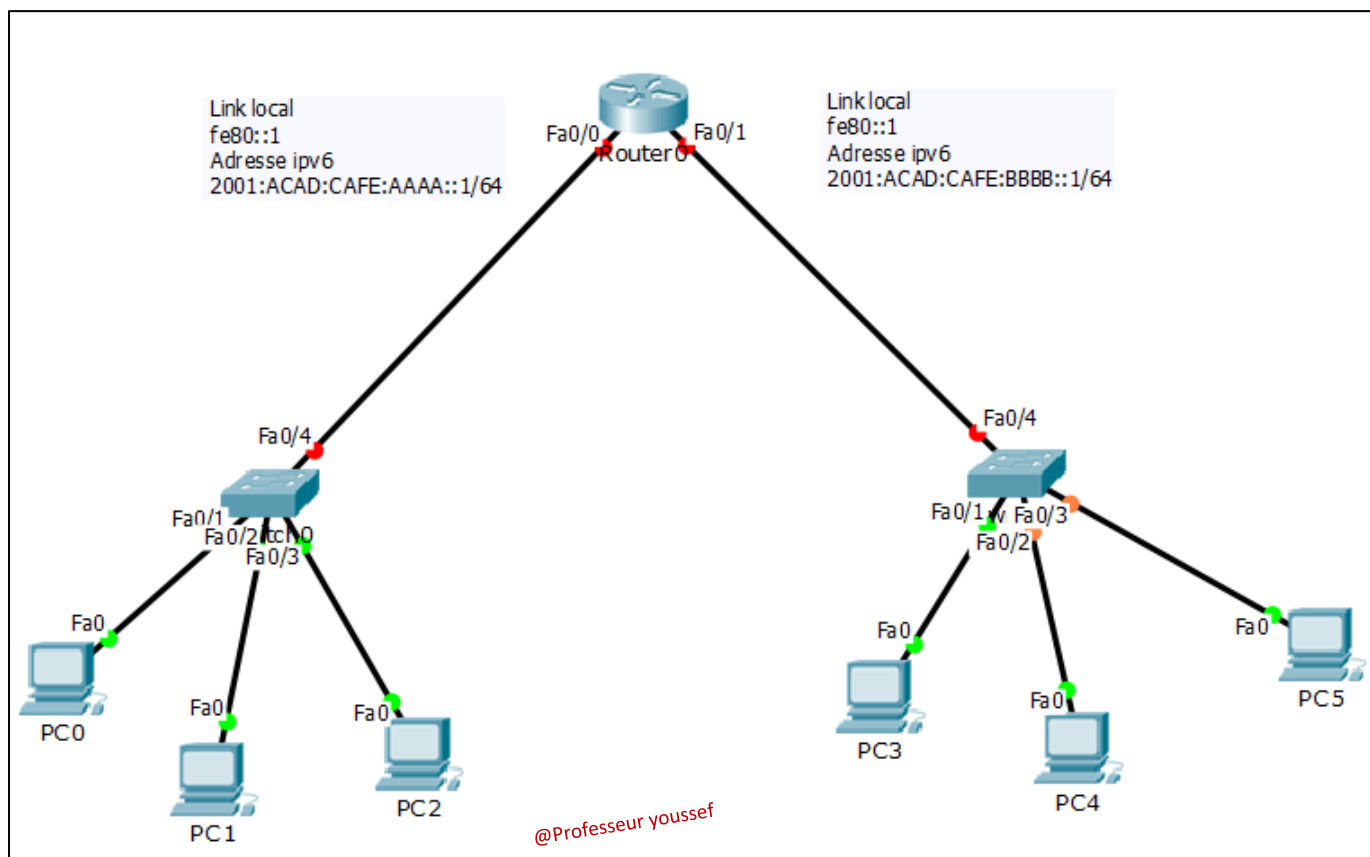 Link local
fe80::1
Adresse ipv6
2001:ACAD:CAFE:AAAA::1/64
Link local
fe80::1
Adresse ipv6
2001:ACAD:CAFE:BBBB::1/64
Fa0/0
Fa0/1
Router0
Fa0/4
Fa0/4
Fa0/1
Fa0/2
Fa0/3
Fa0/1
Fa0/2
Fa0/3
Fa0
Fa0
Fa0
Fa0
Fa0
Fa0
PC0
PC1
PC2
PC3
PC4
PC5
@Professeur youssef